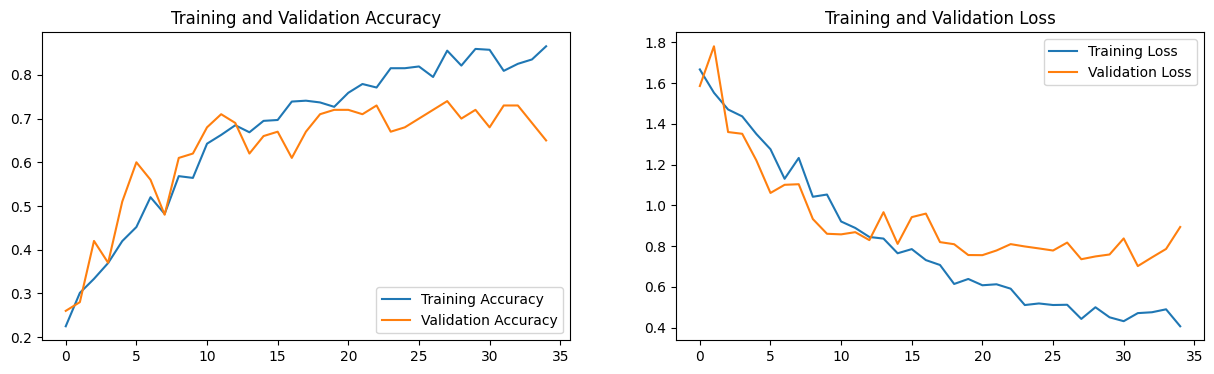 Training and Validation Accuracy
0.8
0.7
0.6
0.5
0.4
0.3
0.2
Training Accuracy
Validation Accuracy
0 5 10 15 20 25 30 35
Training and Validation Loss
1.8
1.6
1.4
1.2
1.0
0.8
0.6
0.4
Training Loss
Validation Loss
0 5 10 15 20 25 30 35